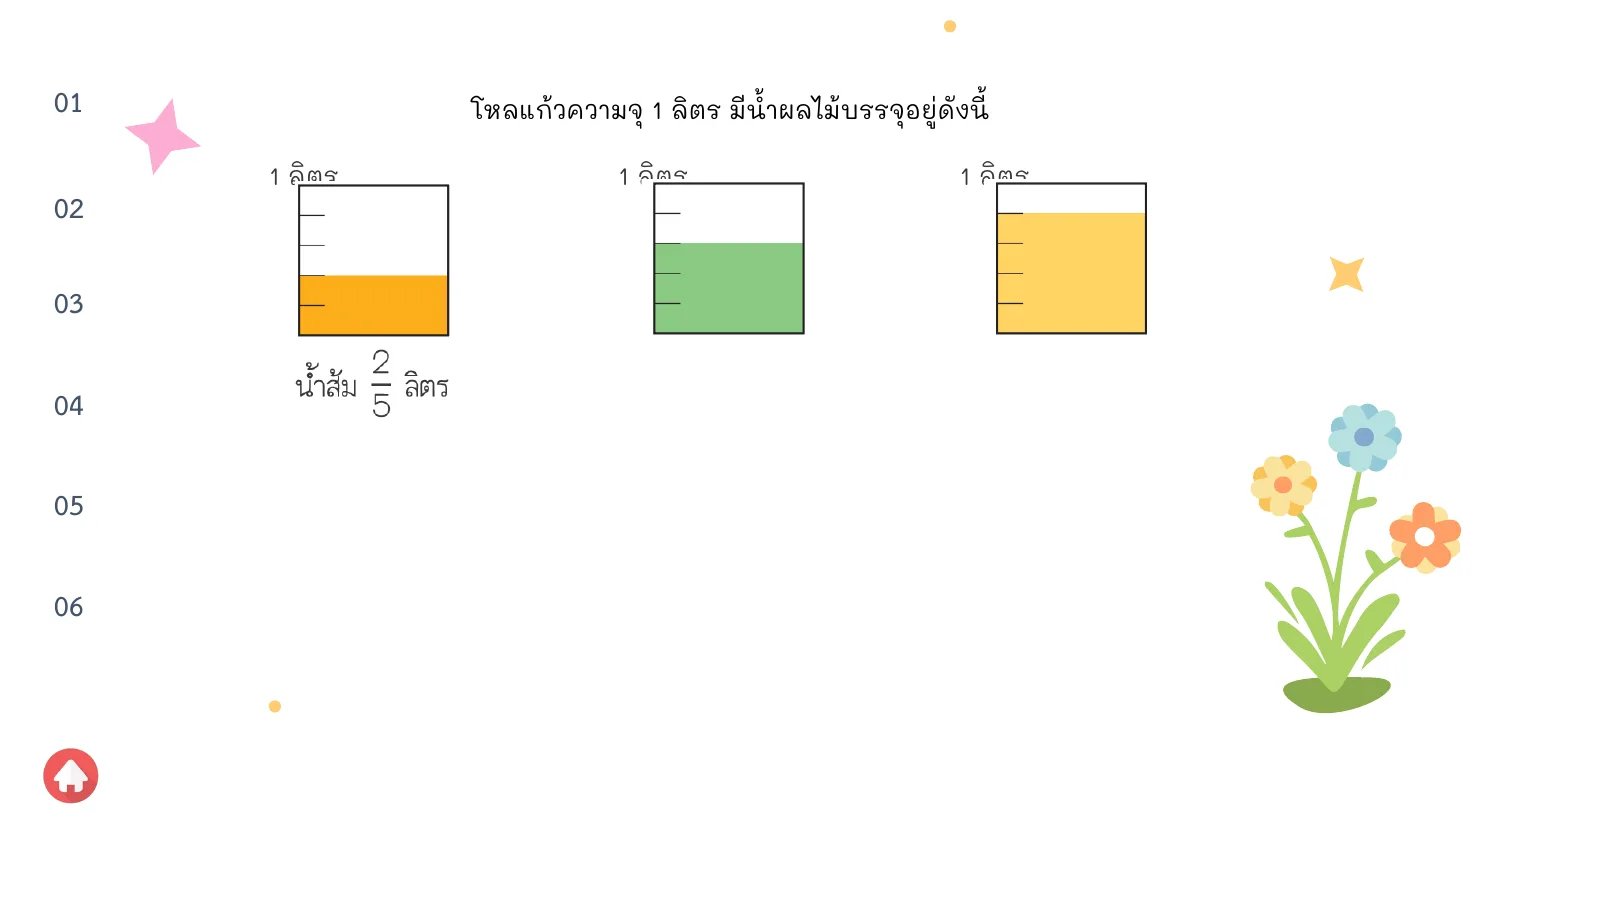 01
โหลแก้วความจุ 1 ลิตร มีน้ำผลไม้บรรจุอยู่ดังนี้
1 ลิตร 1 ลิตร 1 ลิตร
02
03
น้ำส้ม 2/5 ลิตร
04
05
06